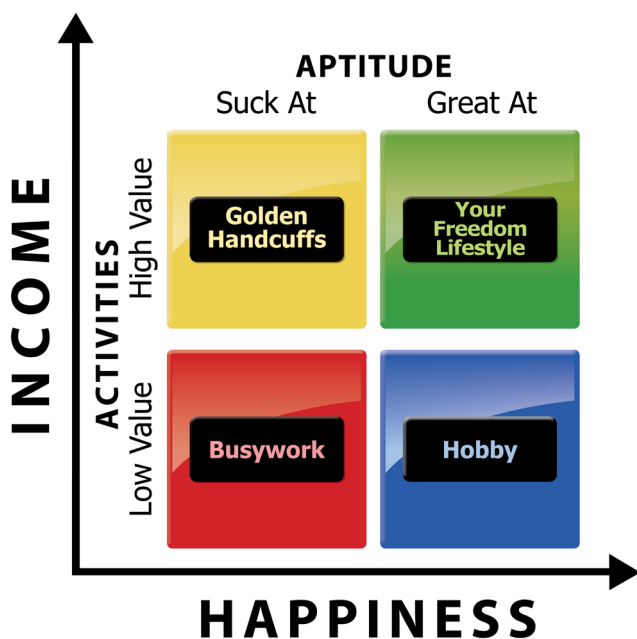 APTITUDE
Suck At
Great At
INCOME
ACTIVITIES
High Value
Golden
Handcuffs
Your
Freedom
Lifestyle
Low Value
Busywork
Hobby
HAPPINESS